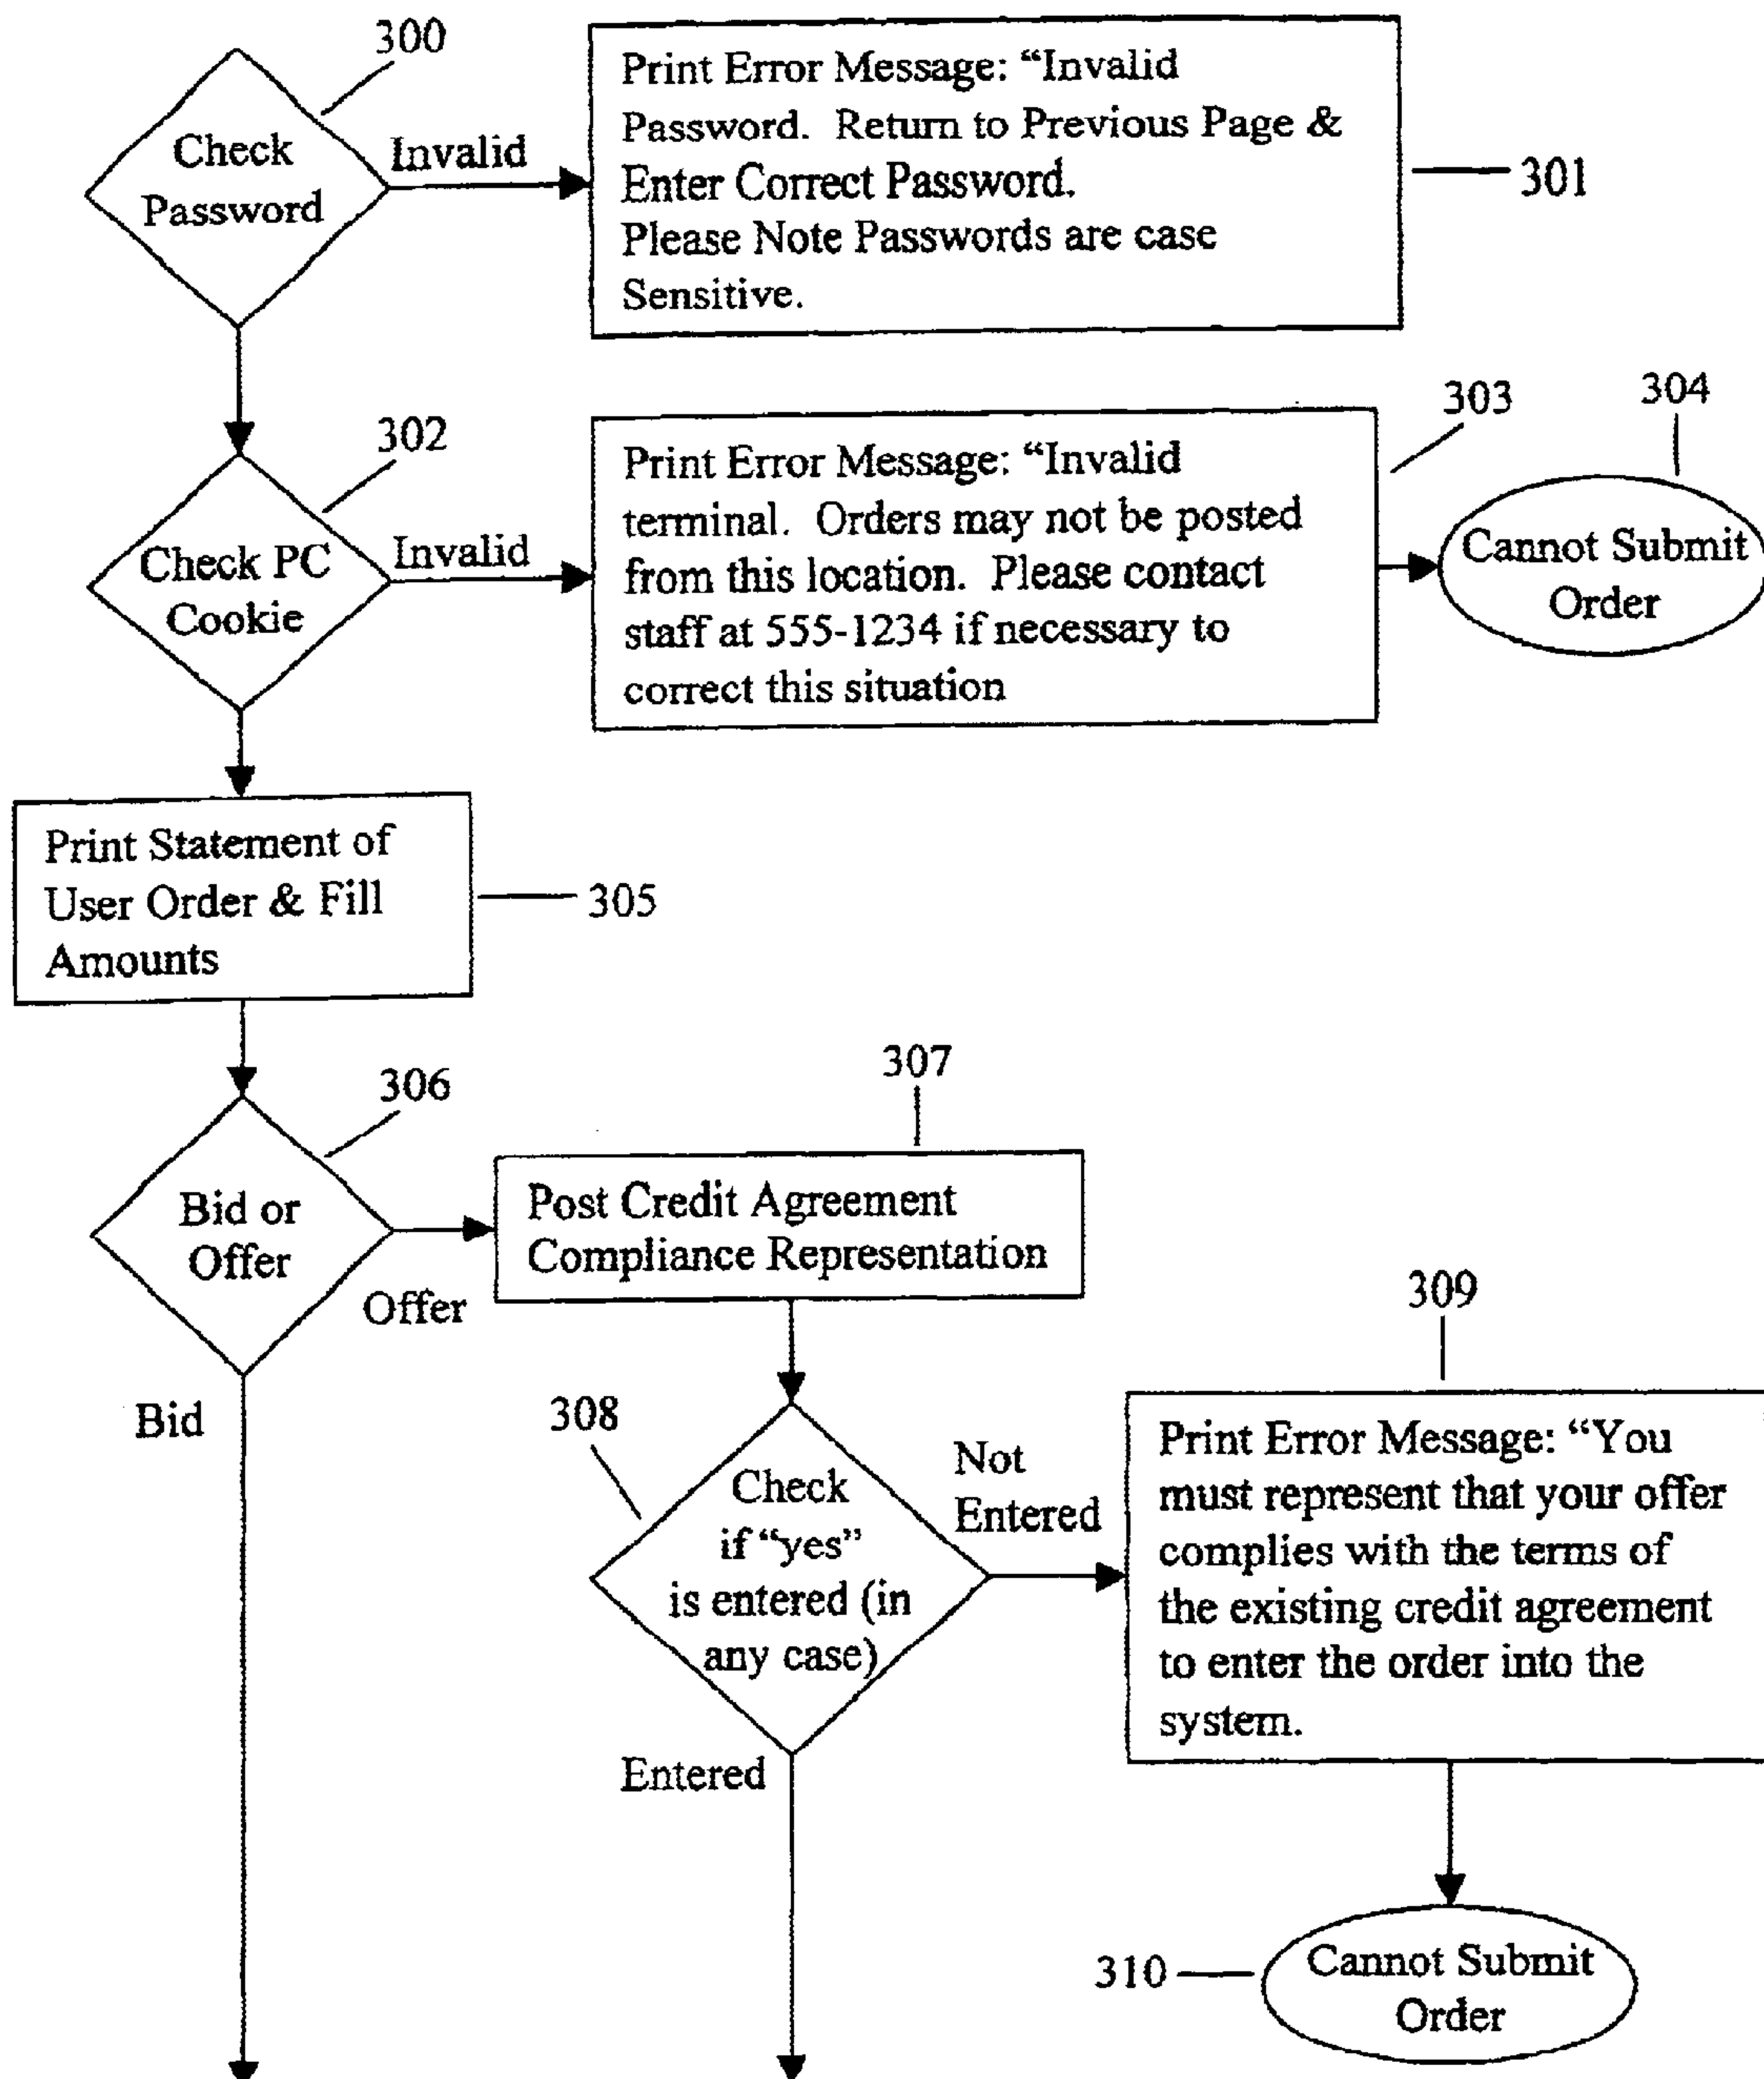 300
Check
Password
Invalid
Print Error Message: “Invalid
Password. Return to Previous Page &
Enter Correct Password.
Please Note Passwords are case
Sensitive.
301
302
Check PC
Cookie
Invalid
Print Error Message: “Invalid
terminal. Orders may not be posted
from this location. Please contact
staff at 555-1234 if necessary to
correct this situation
303
304
Cannot Submit
Order
Print Statement of
User Order & Fill
Amounts
305
306
Bid or
Offer
Offer
Bid
307
Post Credit Agreement
Compliance Representation
308
Check
if “yes”
is entered (in
any case)
Not
Entered
Entered
309
Print Error Message: “You
must represent that your offer
complies with the terms of
the existing credit agreement
to enter the order into the
system.
310
Cannot Submit
Order